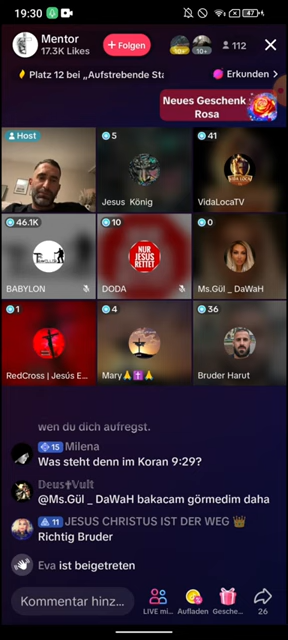 19:30
47
Mentor
17.3K Likes
+ Folgen
10+
112
Platz 12 bei „Aufstrebende Sta
Erkunden >
Neues Geschenk
Rosa
Host
5
41
Jesus König
VidaLocaTV
46.1K
10
0
NUR
JESUS
RETTET
BABYLON
DODA
Ms.Gül _ DaWaH
1
4
36
RedCross | Jesús E...
Mary🙏✝️🙏
Bruder Harut
wen du dich aufregst.
15 Milena
Was steht denn im Koran 9:29?
Deus✝Vult
@Ms.Gül _ DaWaH bakacam görmedim daha
11 JESUS CHRISTUS IST DER WEG 👑
Richtig Bruder
Eva ist beigetreten
Kommentar hinz...
LIVE mi...
Aufladen
Gesche...
26